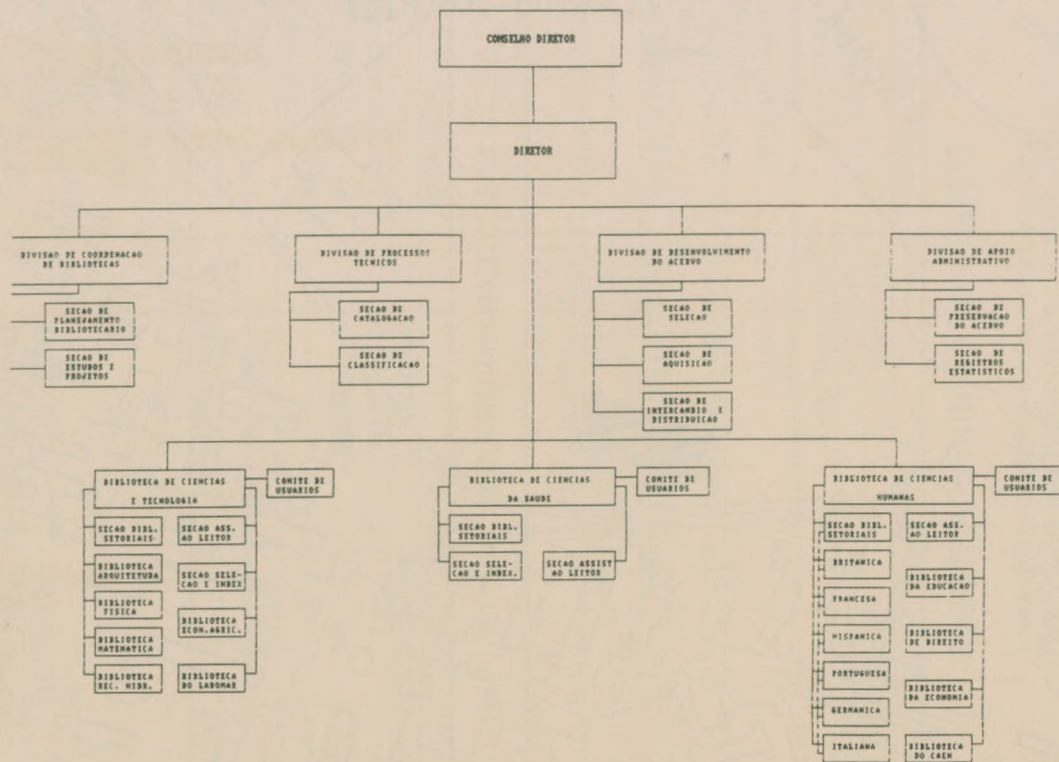 CONSELHO DIRETOR
DIRETOR
DIVISAO DE COORDENACAO
DE BIBLIOTECAS
SECAO DE
PLANEJAMENTO
BIBLIOTECARIO
SECAO DE
ESTUDOS E
PROJETOS
DIVISAO DE PROCESSOS
TECNICOS
SECAO DE
CATALOGACAO
SECAO DE
CLASSIFICACAO
DIVISAO DE DESENVOLVIMENTO
DO ACERVO
SECAO DE
SELECAO
SECAO DE
AQUISICAO
SECAO DE
INTERCAMBIO E
DISTRIBUICAO
DIVISAO DE APOIO
ADMINISTRATIVO
SECAO DE
PRESERVACAO
DO ACERVO
SECAO DE
REGISTROS
ESTATISTICOS
BIBLIOTECA DE CIENCIAS
E TECNOLOGIA
COMITE DE
USUARIOS
SECAO BIBL.
SETORIAIS
SECAO ASS.
AO LEITOR
BIBLIOTECA
ARQUITETURA
SECAO SELE-
CAO E INDEX
BIBLIOTECA
FISICA
BIBLIOTECA
ECON.AGRIC.
BIBLIOTECA
MATEMATICA
BIBLIOTECA
REC. HIDR.
BIBLIOTECA
DO LABOMAR
BIBLIOTECA DE CIENCIAS
DA SAUDE
COMITE DE
USUARIOS
SECAO BIBL.
SETORIAIS
SECAO SELE-
CAO E INDEX.
SECAO ASSIST
AO LEITOR
BIBLIOTECA DE CIENCIAS
HUMANAS
COMITE DE
USUARIOS
SECAO BIBL.
SETORIAIS
SECAO ASS.
AO LEITOR
BRITANICA
BIBLIOTECA
DA EDUCACAO
FRANCESA
HISPANICA
BIBLIOTECA
DE DIREITO
PORTUGUESA
BIBLIOTECA
DA ECONOMIA
GERMANICA
ITALIANA
BIBLIOTECA
DO CAEN